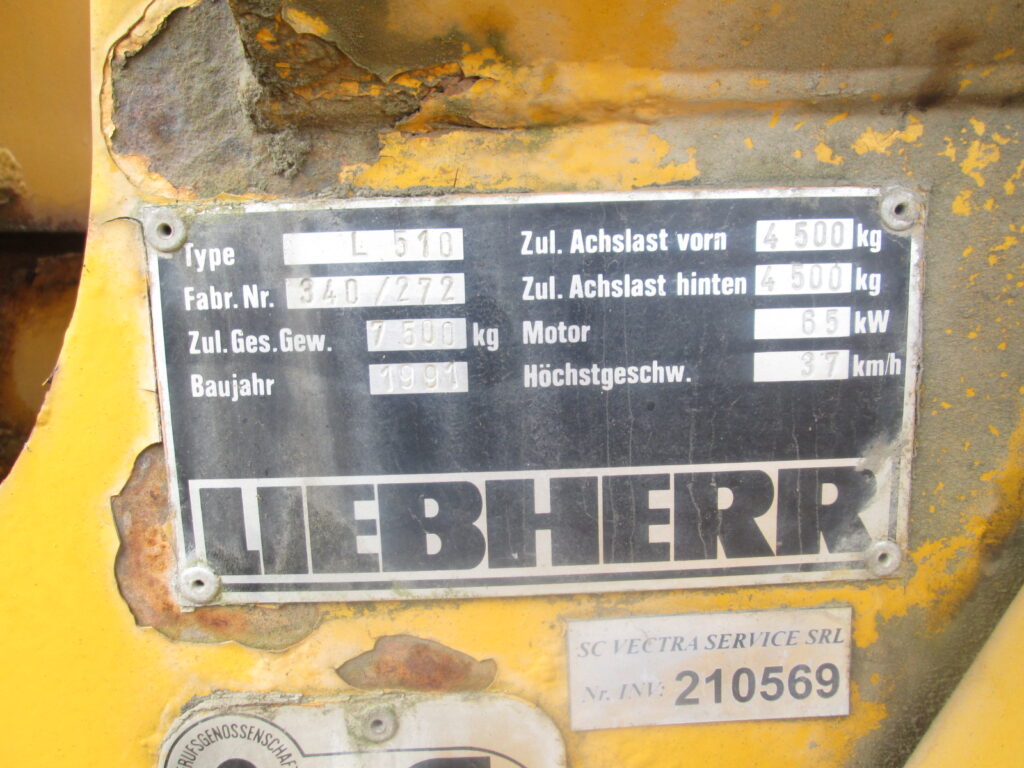 Type L 510
Fabr. Nr. 340/272
Zul. Ges. Gew. 7 500 kg
Baujahr 1991
Zul. Achslast vorn 4 500 kg
Zul. Achslast hinten 4 500 kg
Motor 65 kW
Höchstgeschw. 37 km/h
LIEBHERR
SC VECTRA SERVICE SRL
Nr. INV: 210569